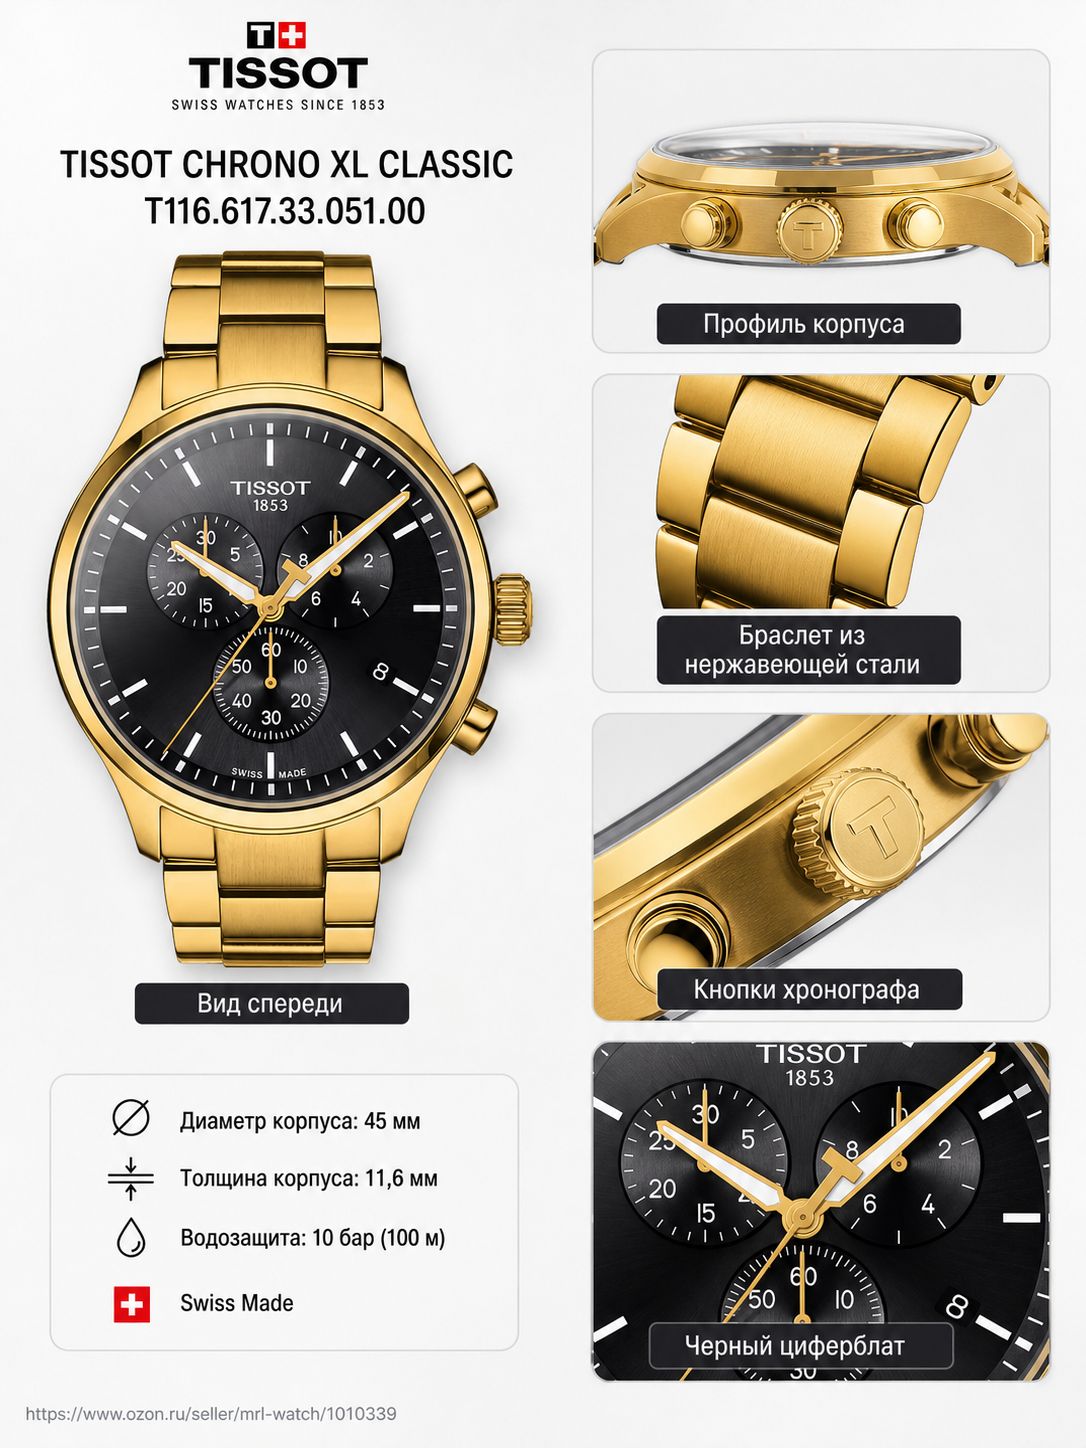 TISSOT
SWISS WATCHES SINCE 1853
TISSOT CHRONO XL CLASSIC
T116.617.33.051.00
TISSOT
1853
30
25
5
20
15
10
8
2
6
4
60
50
10
40
20
30
8
SWISS MADE
Вид спереди
Диаметр корпуса: 45 мм
Толщина корпуса: 11,6 мм
Водозащита: 10 бар (100 м)
Swiss Made
Профиль корпуса
Браслет из
нержавеющей стали
T
Кнопки хронографа
TISSOT
1853
30
25
5
20
15
10
8
2
6
4
60
50
10
30
8
Черный циферблат
https://www.ozon.ru/seller/mrl-watch/1010339